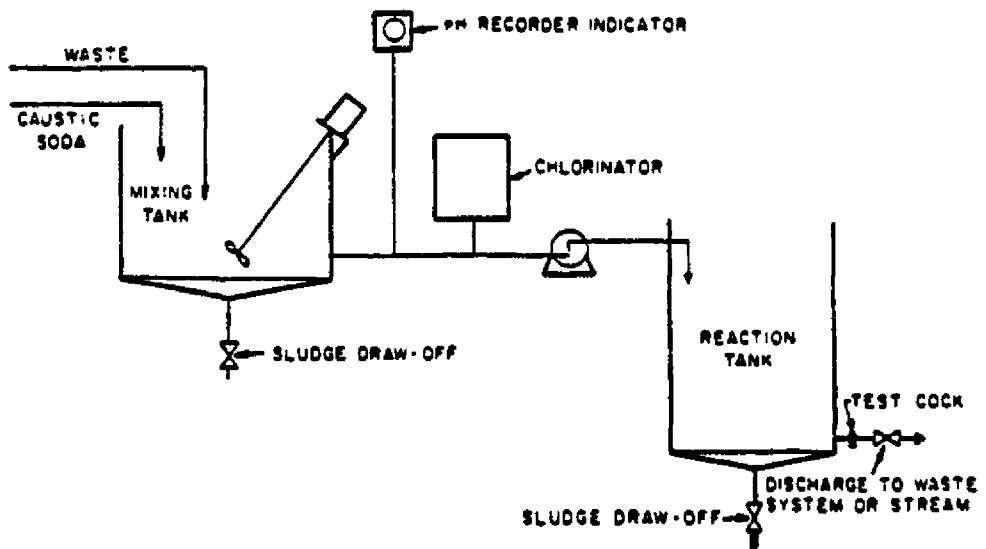 PH RECORDER INDICATOR
WASTE
CAUSTIC
SODA
CHLORINATOR
MIXING
TANK
SLUDGE DRAW-OFF
REACTION
TANK
TEST COCK
DISCHARGE TO WASTE
SYSTEM OR STREAM
SLUDGE DRAW-OFF